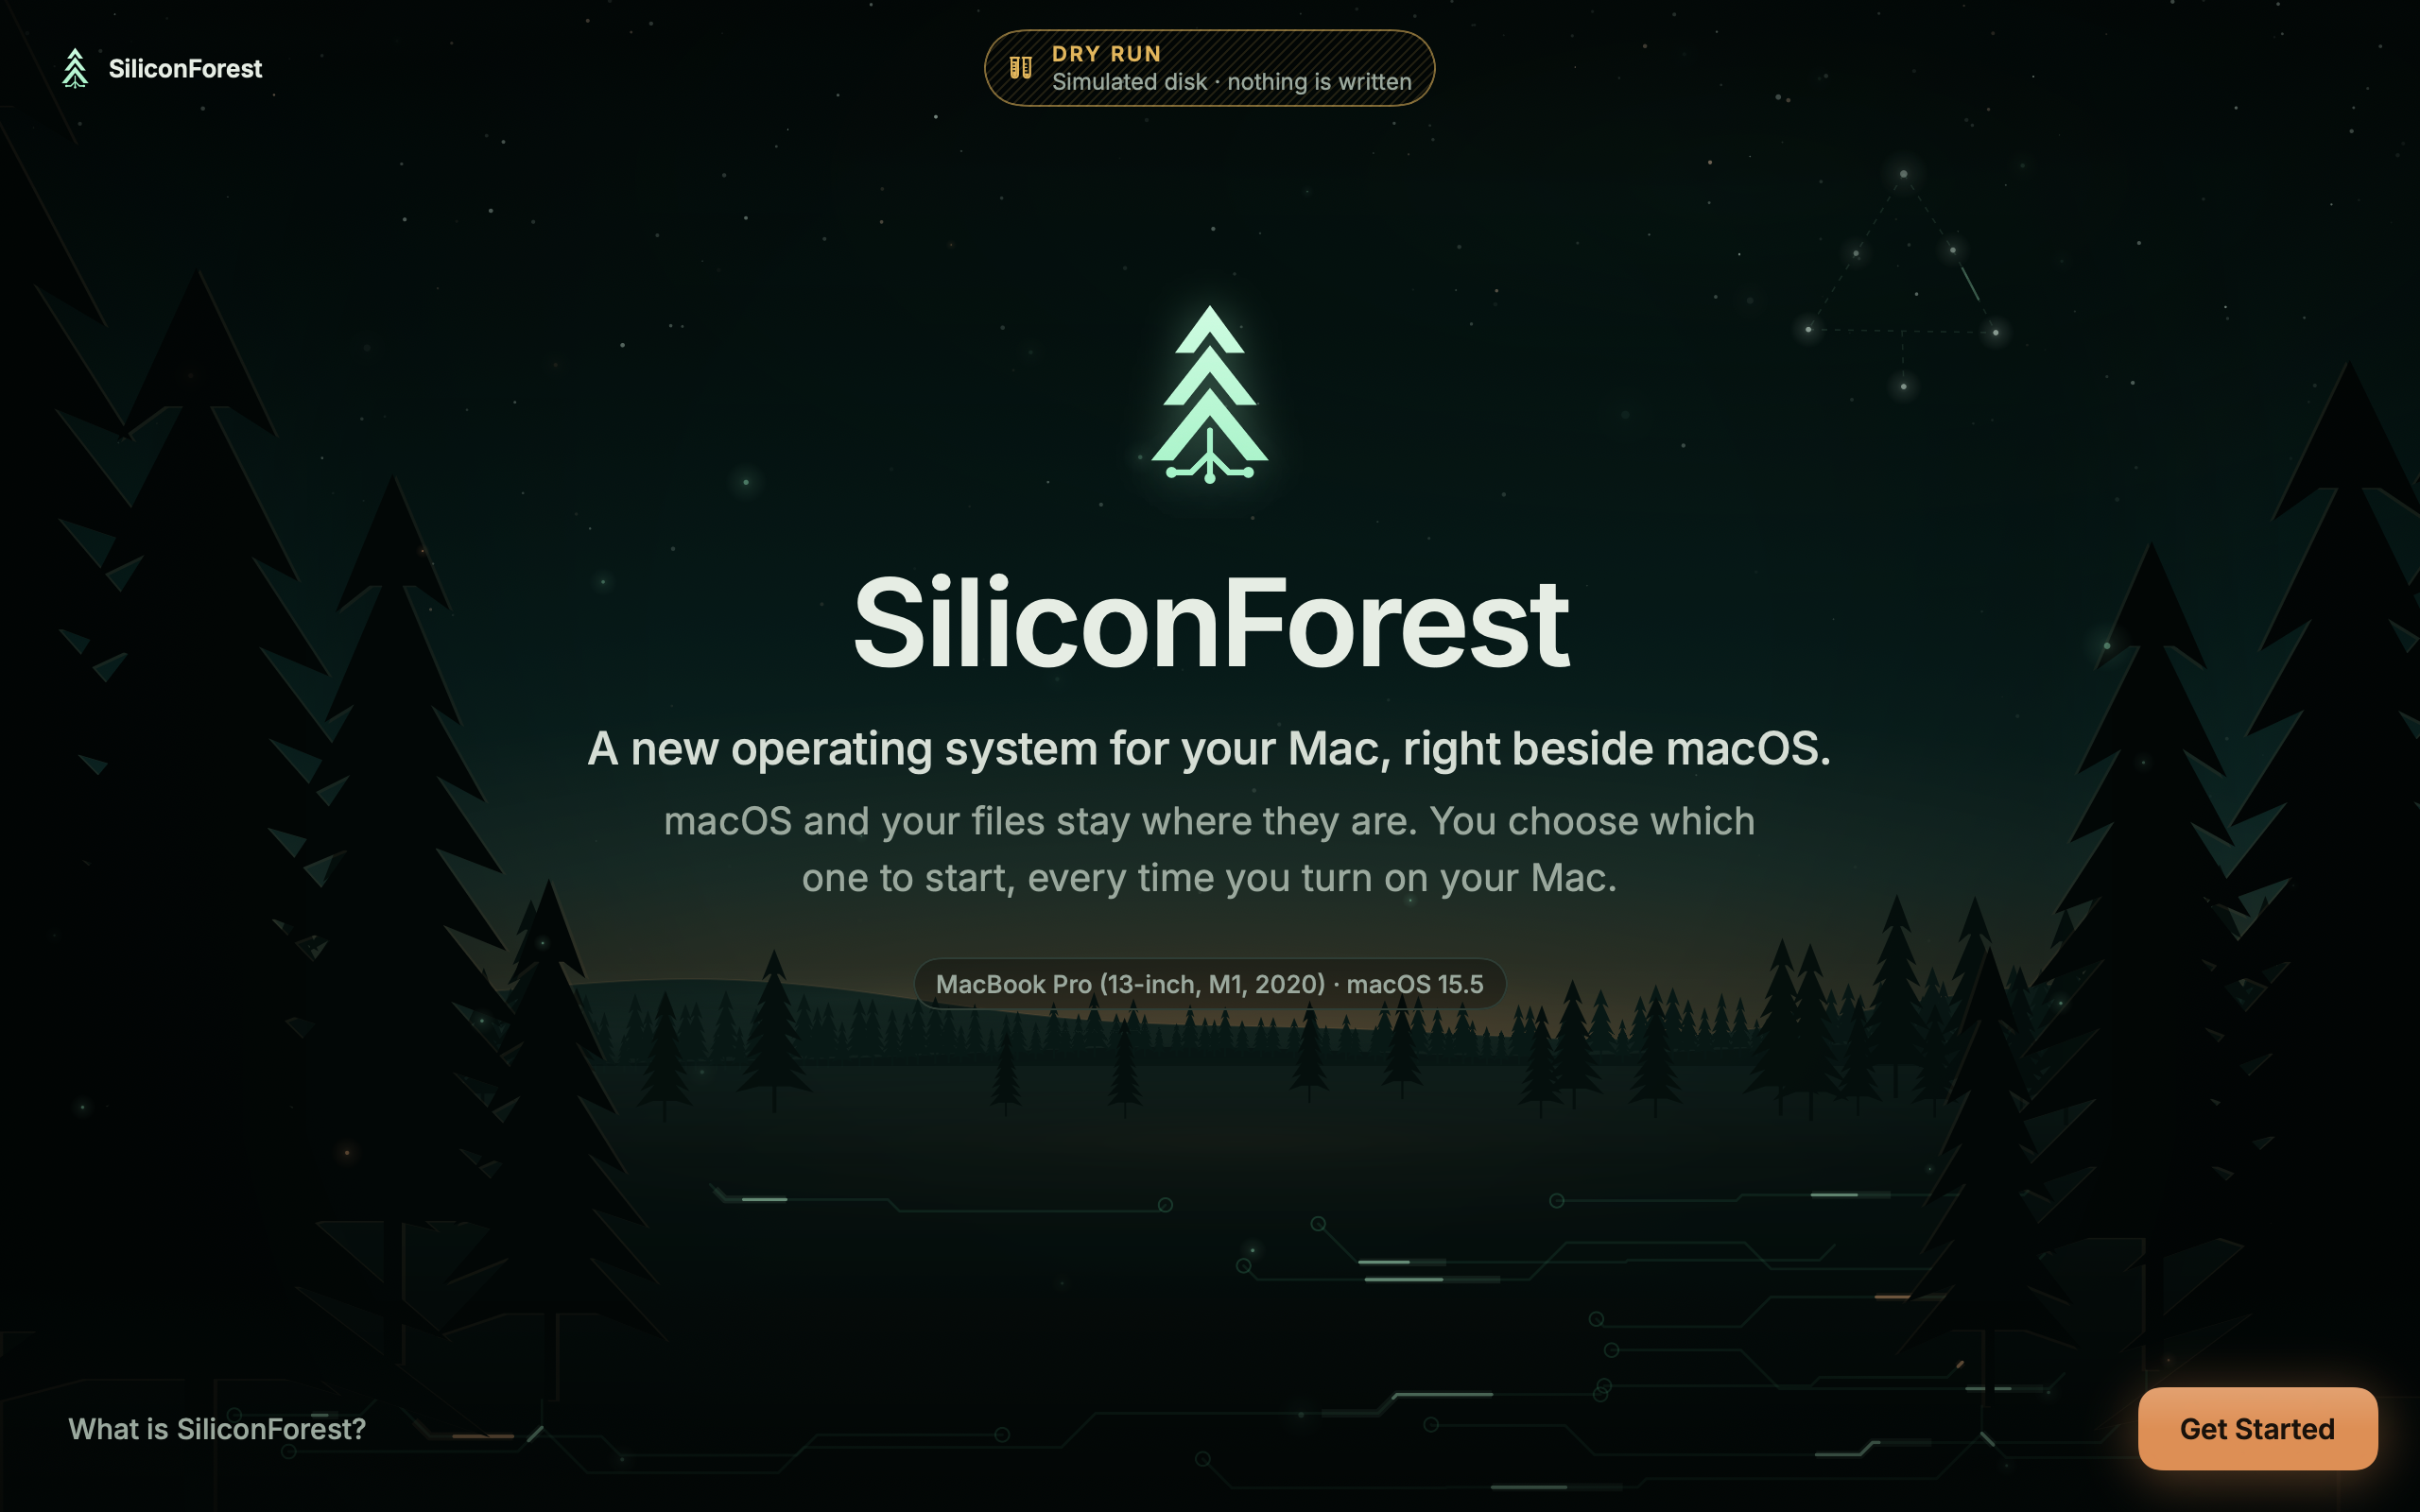 SiliconForest
DRY RUN
Simulated disk · nothing is written
SiliconForest
A new operating system for your Mac, right beside macOS.
macOS and your files stay where they are. You choose which
one to start, every time you turn on your Mac.
MacBook Pro (13-inch, M1, 2020) · macOS 15.5
What is SiliconForest?
Get Started